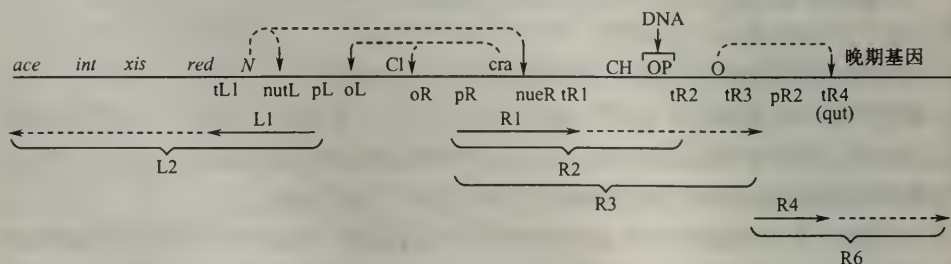 DNA
ace int xis red N Cl cra CH OP O 晚期基因
tL1 nutL pL oL oR pR nueR tR1 tR2 tR3 pR2 tR4
(qut)
L1 R1
L2 R2
R3 R4
R6